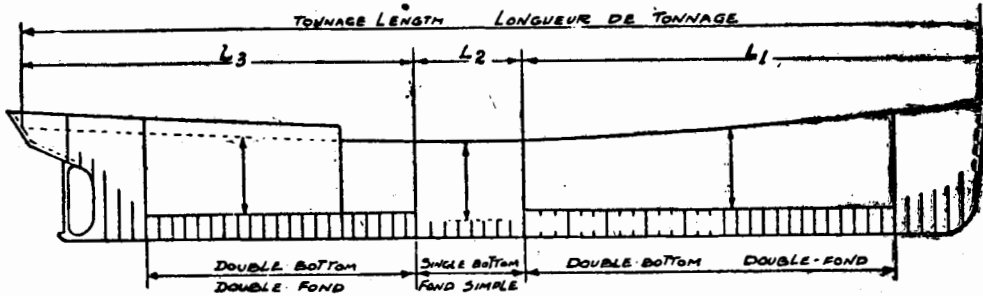 TONNAGE LENGTH LONGUEUR DE TONNAGE
L3 L2 L1
DOUBLE BOTTOM SINGLE BOTTOM DOUBLE BOTTOM DOUBLE-FOND
DOUBLE FOND FOND SIMPLE